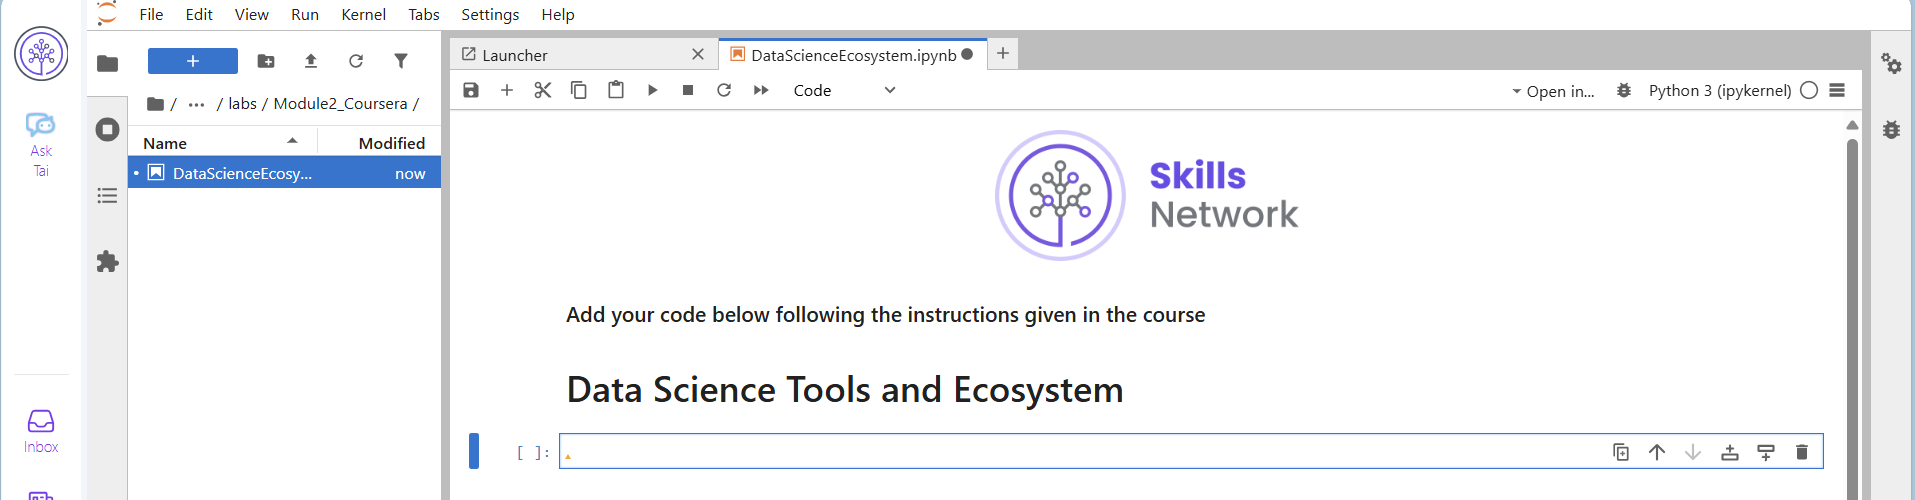 File Edit View Run Kernel Tabs Settings Help
Ask
Tai
Inbox
+
/ ··· / labs / Module2_Coursera /
Name Modified
DataScienceEcosy... now
Launcher
DataScienceEcosystem.ipynb
Code
Open in...
Python 3 (ipykernel)
Skills
Network
Add your code below following the instructions given in the course
Data Science Tools and Ecosystem
[ ]: